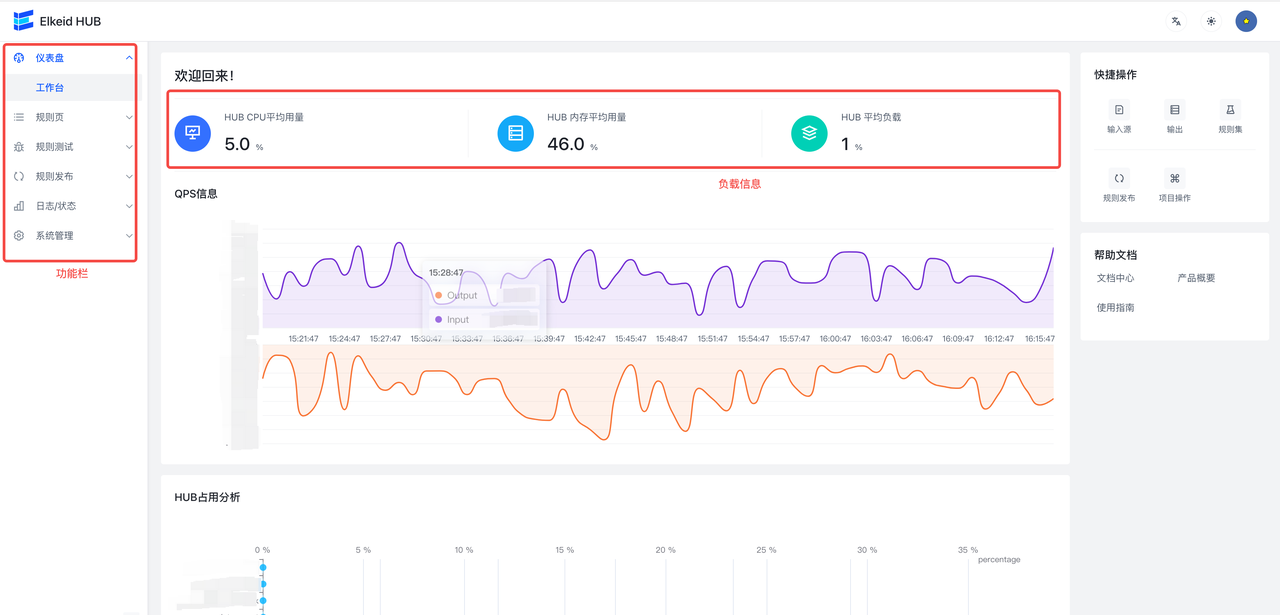 Elkeid HUB
仪表盘
工作台
规则页
规则测试
规则发布
日志/状态
系统管理
功能栏
欢迎回来!
HUB CPU平均用量
5.0 %
HUB 内存平均用量
46.0 %
HUB 平均负载
1 %
负载信息
QPS信息
15:28:47
Output
Input
15:21:47 15:24:47 15:27:47 15:30:47 15:33:47 15:36:47 15:39:47 15:42:47 15:45:47 15:48:47 15:51:47 15:54:47 15:57:47 16:00:47 16:03:47 16:06:47 16:09:47 16:12:47 16:15:47
HUB占用分析
0 % 5 % 10 % 15 % 20 % 25 % 30 % 35 %
percentage
快捷操作
输入源 输出 规则集
规则发布 项目操作
帮助文档
文档中心 产品概要
使用指南